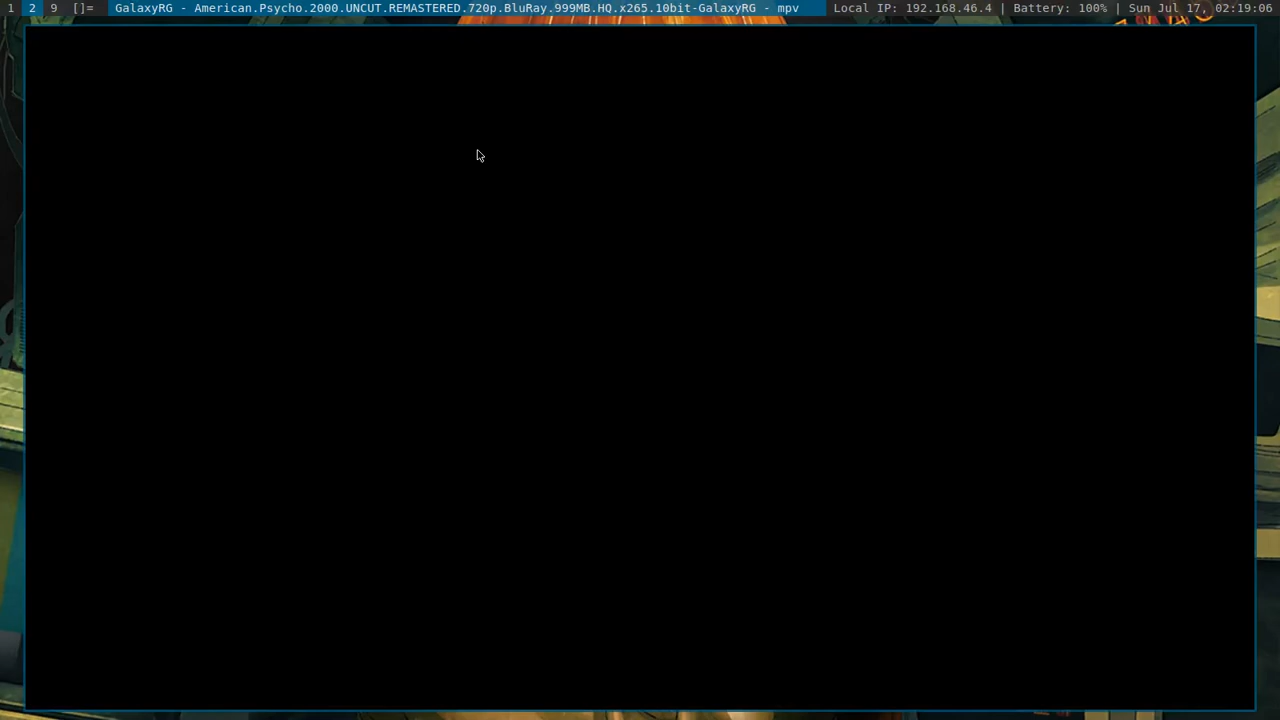 1 2 9 []= GalaxyRG - American.Psycho.2000.UNCUT.REMASTERED.720p.BluRay.999MB.HQ.x265.10bit-GalaxyRG - mpv Local IP: 192.168.46.4 | Battery: 100% | Sun Jul 17, 02:19:06